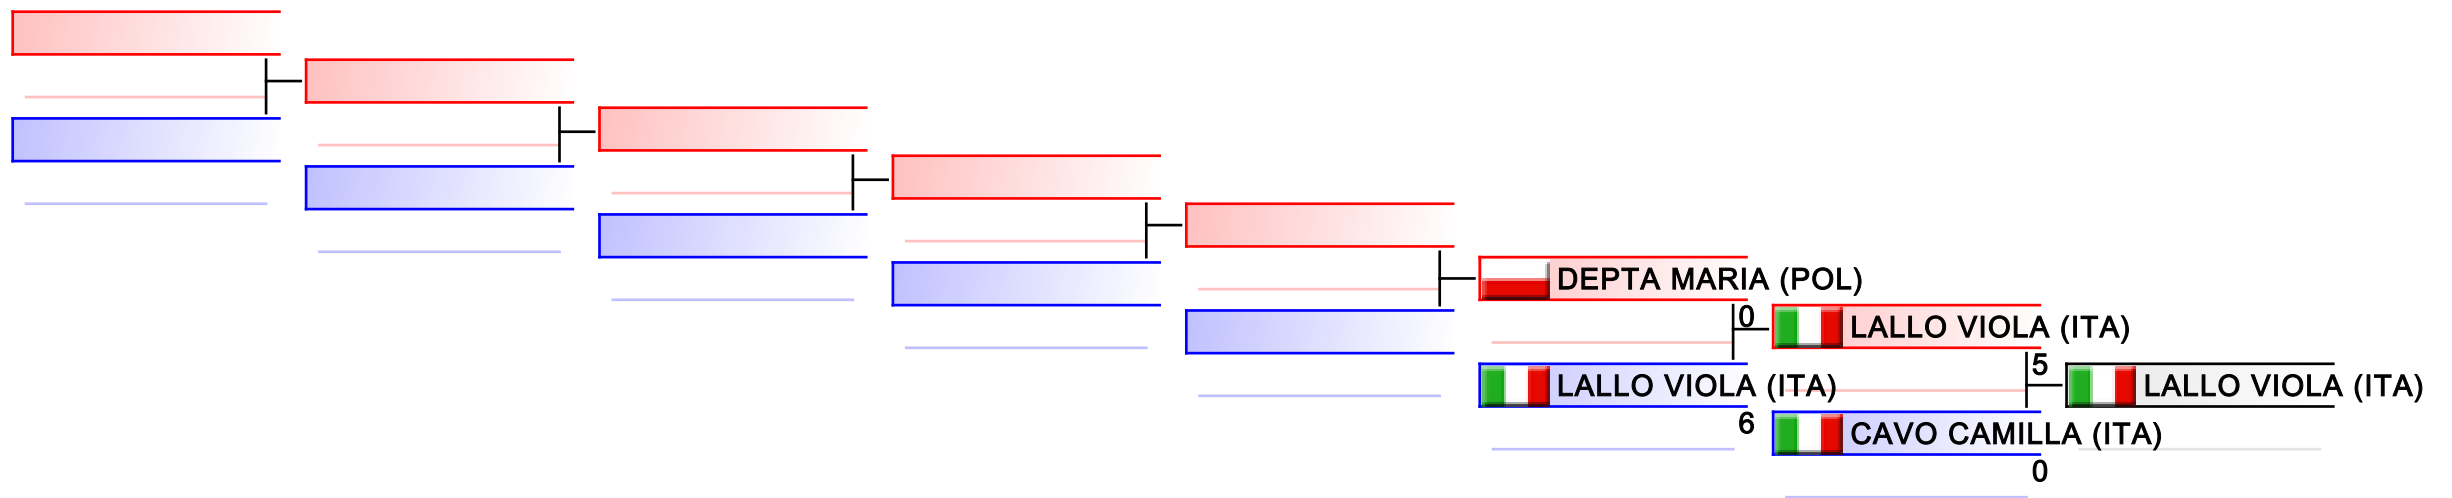 DEPTA MARIA (POL)
0
LALLO VIOLA (ITA)
6
LALLO VIOLA (ITA)
5
CAVO CAMILLA (ITA)
0
LALLO VIOLA (ITA)